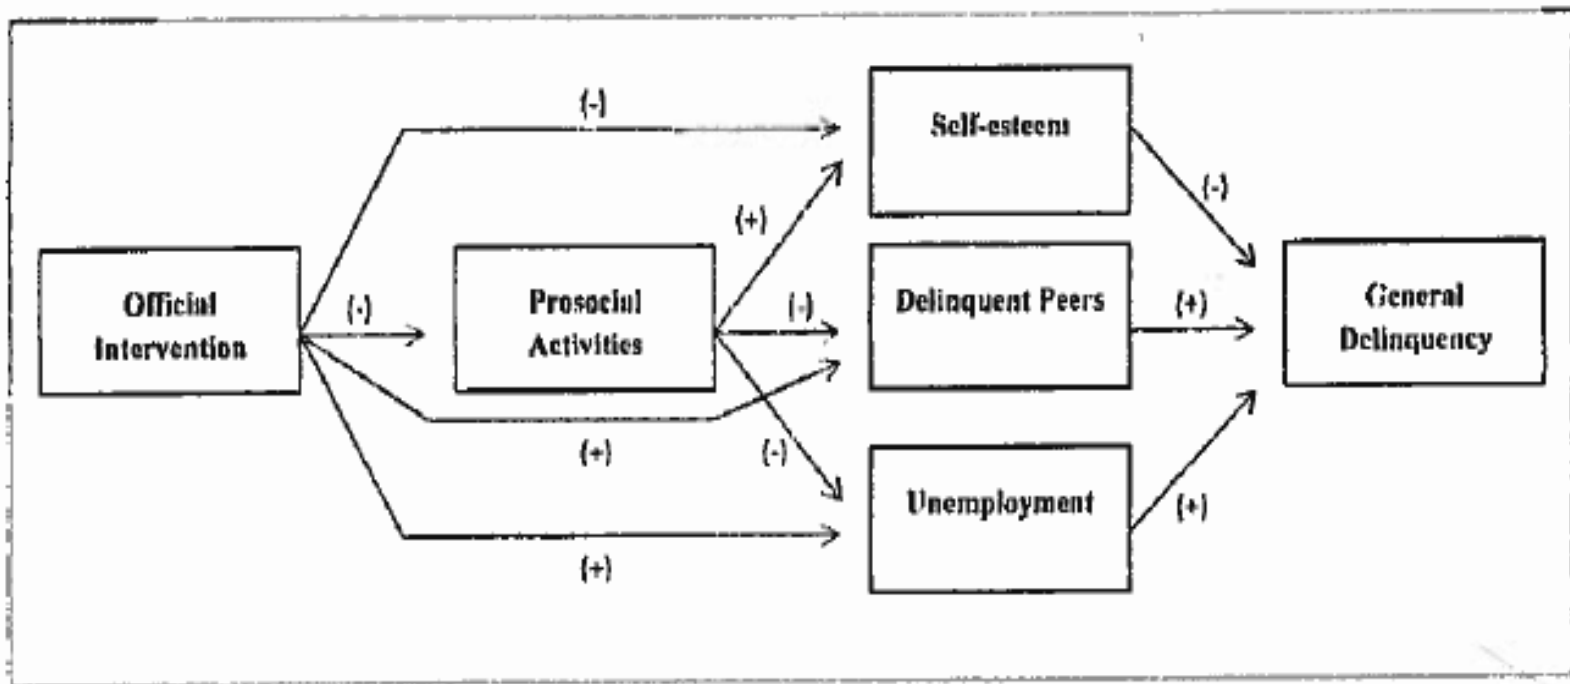 (-)
Self-esteem
(-)
(+)
Official
Intervention
(-)
Prosocial
Activities
(-)
Delinquent Peers
(+)
General
Delinquency
(+)
(-)
Unemployment
(+)
(+)